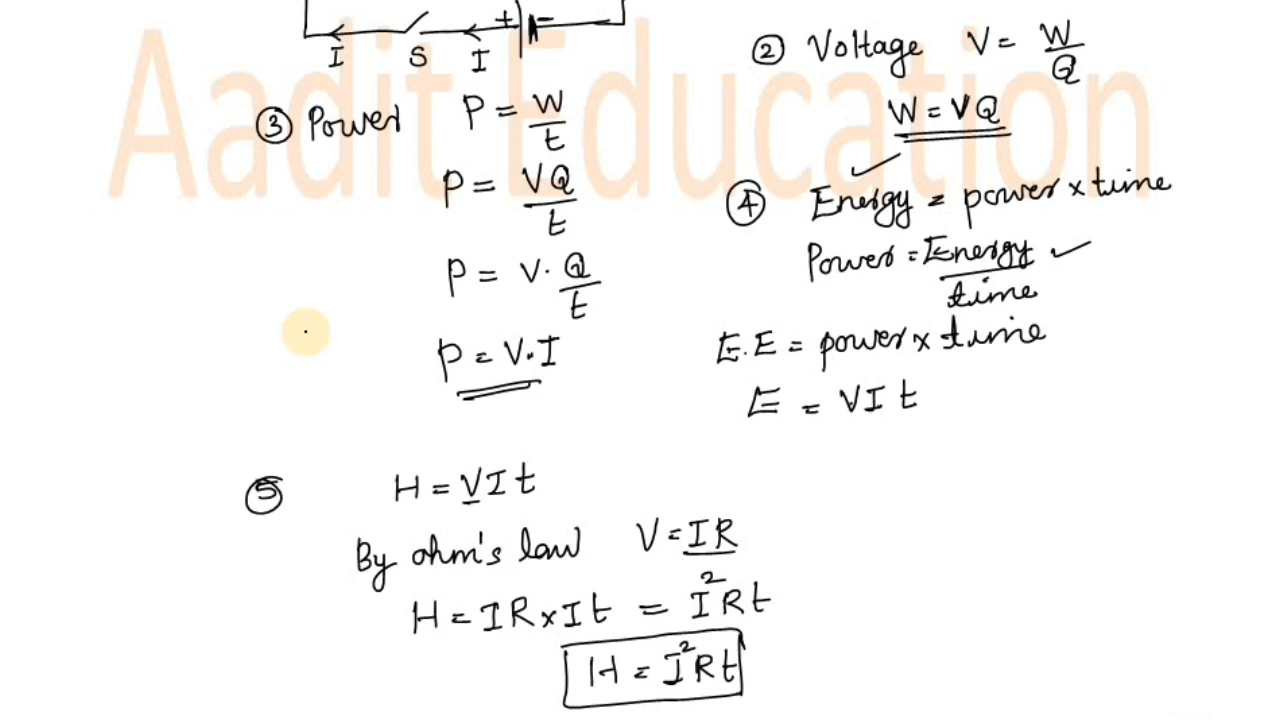 Aadit Education
I S I + -
② Voltage V = W/Q
W = VQ
③ Power P = W/t
P = VQ/t
P = V. Q/t
P = V.I
④ Energy = power x time
Power = Energy/time
E.E = power x time
E = VIt
⑤ H = VIt
By ohm's law V = IR
H = IR x It = I²Rt
H = I²Rt